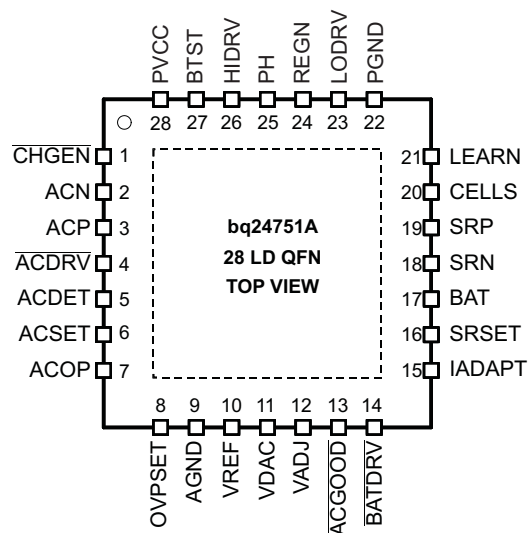 PVCC
BTST
HIDRV
PH
REGN
LODRV
PGND
28 27 26 25 24 23 22
CHGEN 1
ACN 2
ACP 3
ACDRV 4
ACDET 5
ACSET 6
ACOP 7
bq24751A
28 LD QFN
TOP VIEW
21 LEARN
20 CELLS
19 SRP
18 SRN
17 BAT
16 SRSET
15 IADAPT
8 9 10 11 12 13 14
OVPSET
AGND
VREF
VDAC
VADJ
ACGOOD
BATDRV